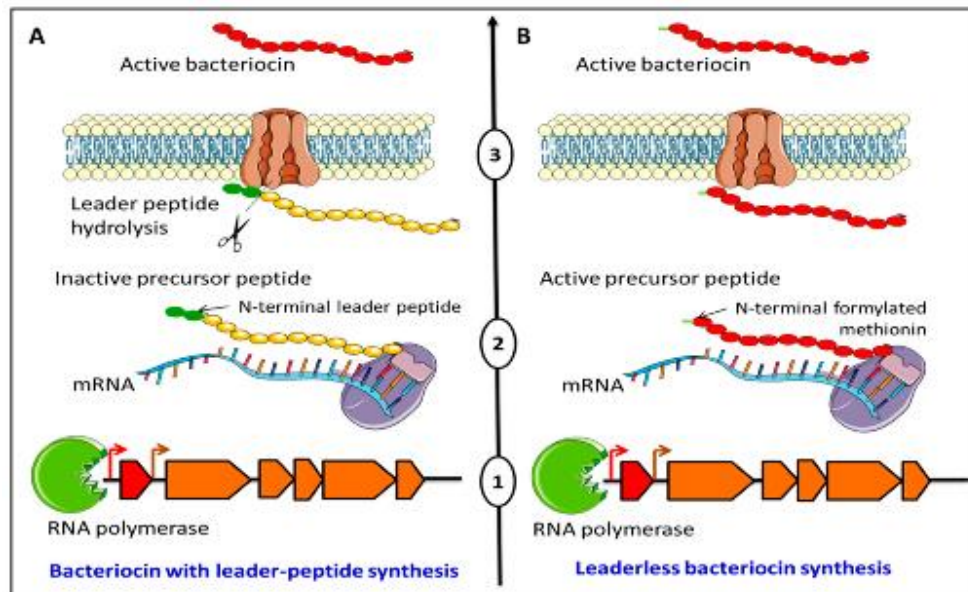 A
Active bacteriocin
Leader peptide
hydrolysis
Inactive precursor peptide
N-terminal leader peptide
mRNA
RNA polymerase
Bacteriocin with leader-peptide synthesis
3
2
1
B
Active bacteriocin
Active precursor peptide
N-terminal formylated
methionin
mRNA
RNA polymerase
Leaderless bacteriocin synthesis